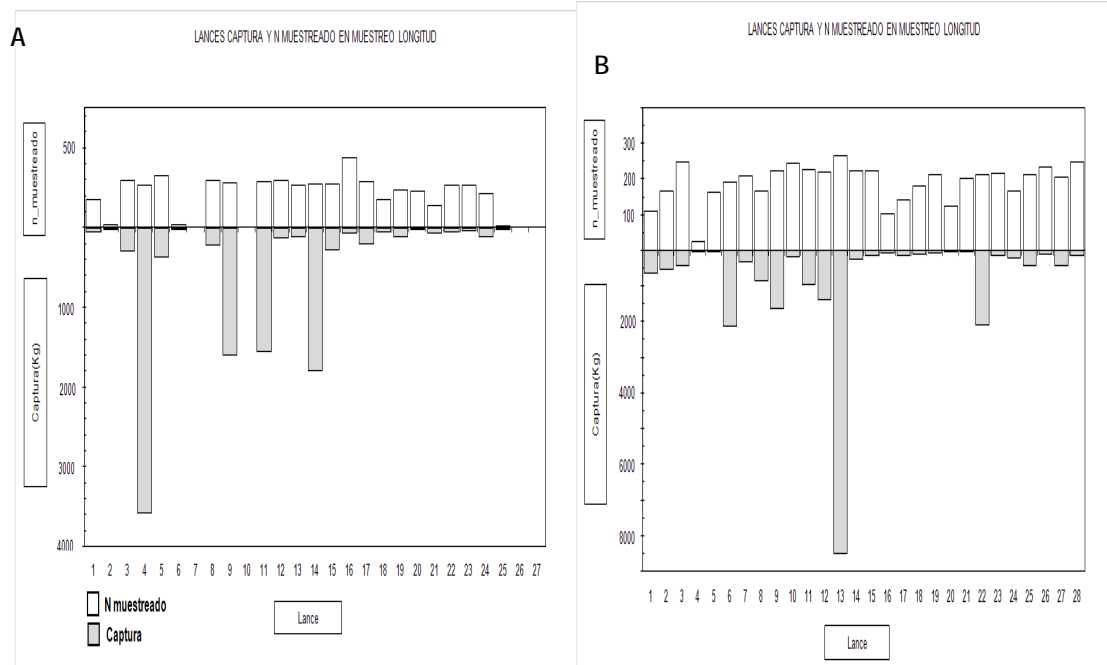 A
LANCES CAPTURA Y N MUESTREADO EN MUESTREO LONGITUD
n_muestreado
500
Captura(Kg)
1000
2000
3000
4000
1 2 3 4 5 6 7 8 9 10 11 12 13 14 15 16 17 18 19 20 21 22 23 24 25 26 27
N muestreado
Captura
Lance
B
LANCES CAPTURA Y N MUESTREADO EN MUESTREO LONGITUD
n_muestreado
300
200
100
Captura(Kg)
2000
4000
6000
8000
1 2 3 4 5 6 7 8 9 10 11 12 13 14 15 16 17 18 19 20 21 22 23 24 25 26 27 28
Lance